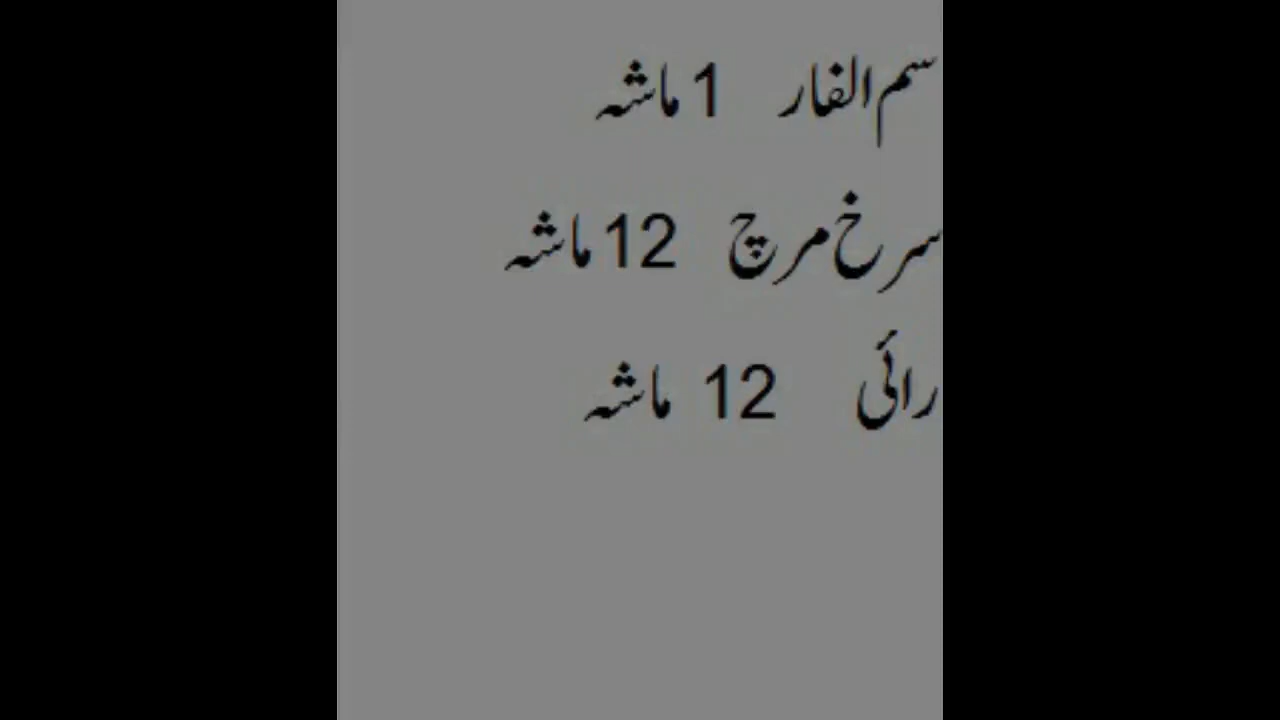 سم الفار 1 ماشہ
سرخ مرچ 12 ماشہ
رائی 12 ماشہ